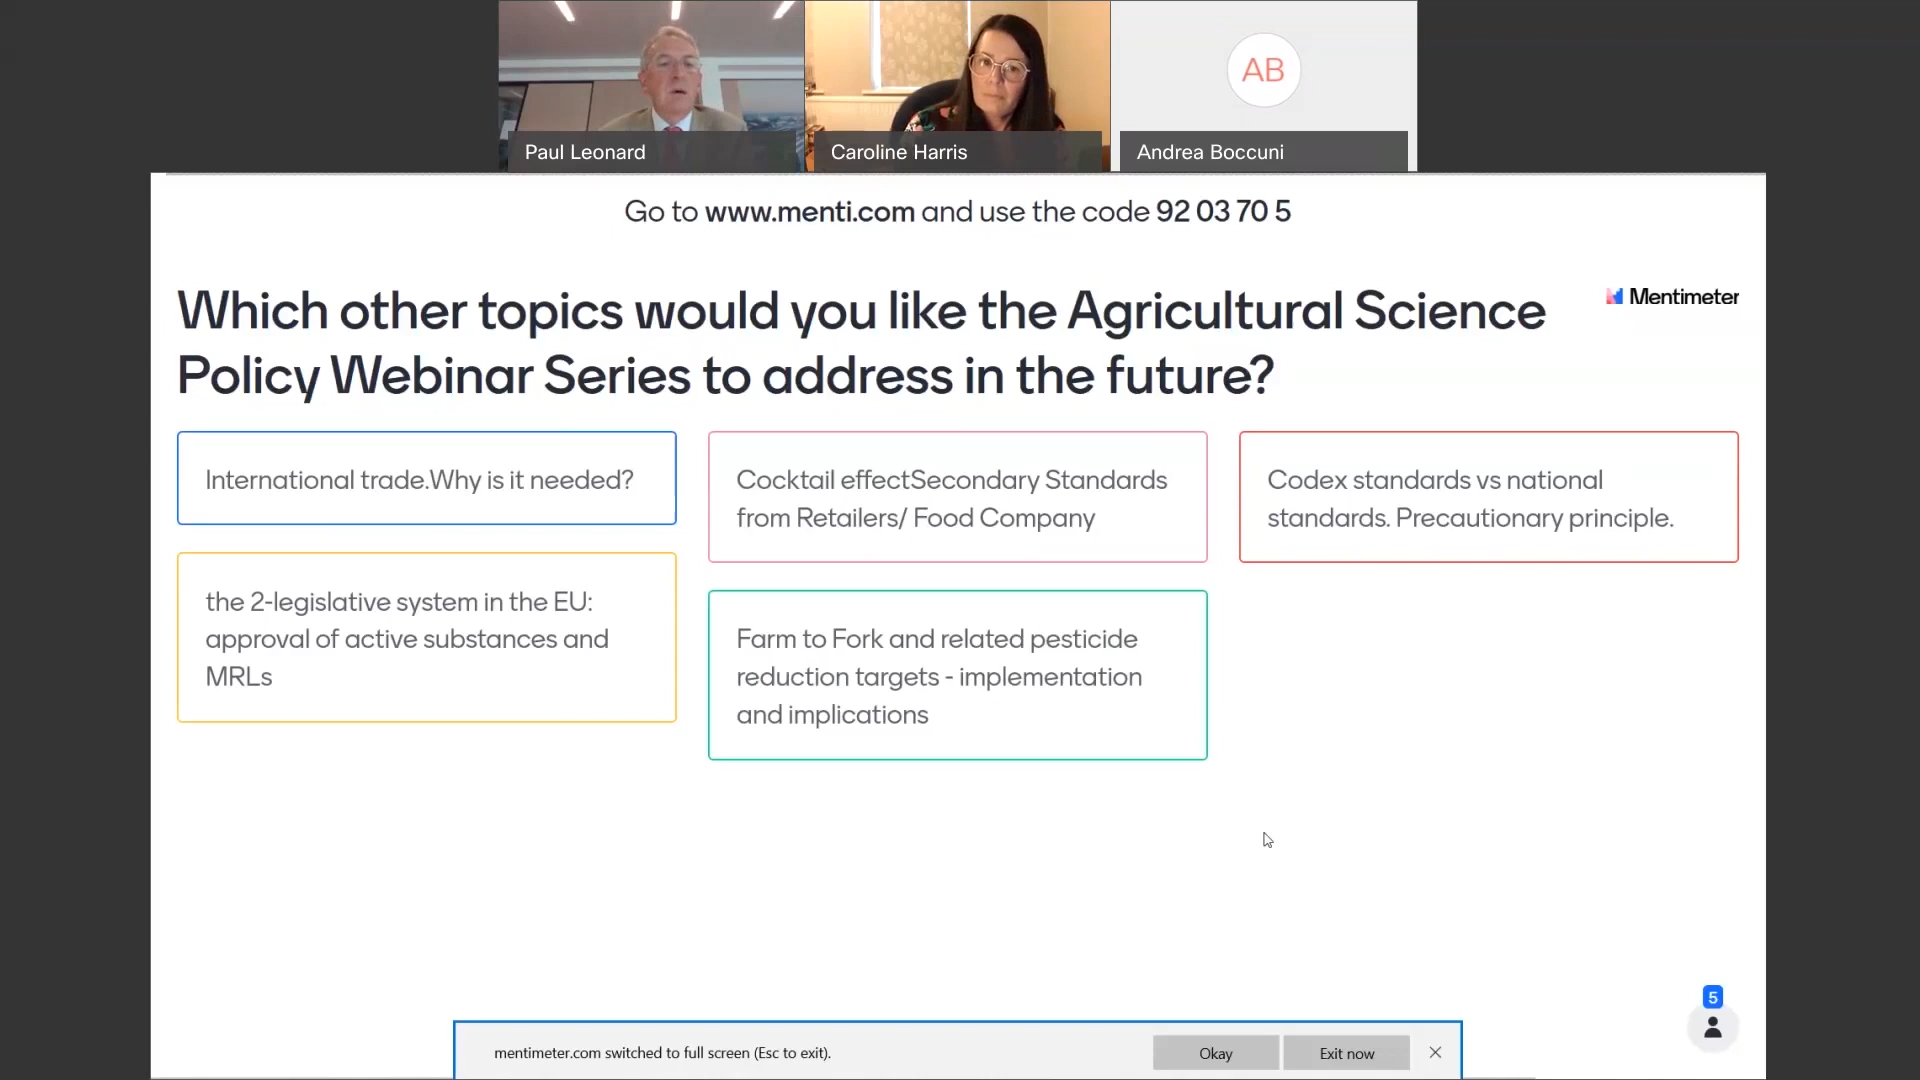 AB
Paul Leonard
Caroline Harris
Andrea Boccuni
Go to www.menti.com and use the code 92 03 70 5
Which other topics would you like the Agricultural Science
Policy Webinar Series to address in the future?
Mentimeter
International trade.Why is it needed?
the 2-legislative system in the EU:
approval of active substances and
MRLs
Cocktail effectSecondary Standards
from Retailers/ Food Company
Farm to Fork and related pesticide
reduction targets - implementation
and implications
Codex standards vs national
standards. Precautionary principle.
5
mentimeter.com switched to full screen (Esc to exit).
Okay
Exit now